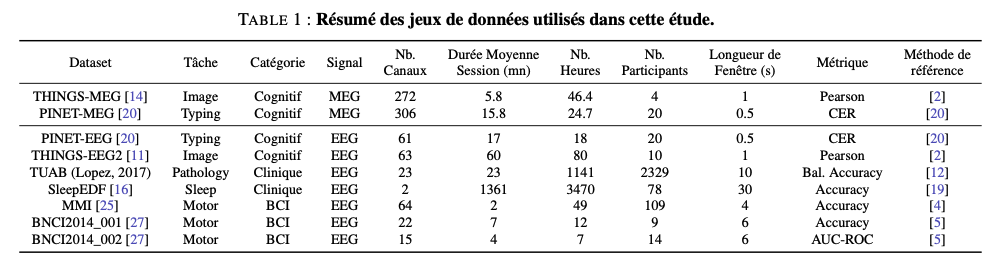 TABLE 1 : Résumé des jeux de données utilisés dans cette étude.
Dataset Tâche Catégorie Signal Nb. Canaux Durée Moyenne Session (mn) Nb. Heures Nb. Participants Longueur de Fenêtre (s) Métrique Méthode de référence
THINGS-MEG [14] Image Cognitif MEG 272 5.8 46.4 4 1 Pearson [2]
PINET-MEG [20] Typing Cognitif MEG 306 15.8 24.7 20 0.5 CER [20]
PINET-EEG [20] Typing Cognitif EEG 61 17 18 20 0.5 CER [20]
THINGS-EEG2 [11] Image Cognitif EEG 63 60 80 10 1 Pearson [2]
TUAB (Lopez, 2017) Pathology Clinique EEG 23 23 1141 2329 10 Bal. Accuracy [12]
SleepEDF [16] Sleep Clinique EEG 2 1361 3470 78 30 Accuracy [19]
MMI [25] Motor BCI EEG 64 2 49 109 4 Accuracy [4]
BNCI2014_001 [27] Motor BCI EEG 22 7 12 9 6 Accuracy [5]
BNCI2014_002 [27] Motor BCI EEG 15 4 7 14 6 AUC-ROC [5]